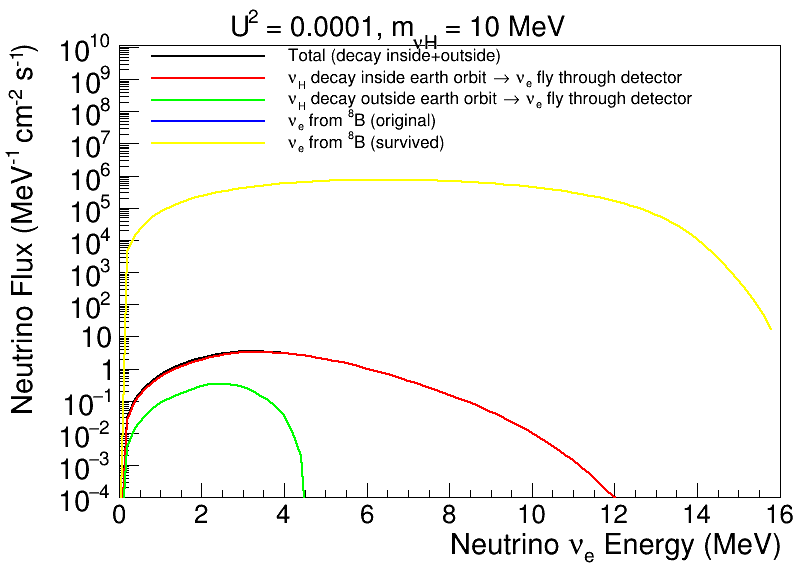 U² = 0.0001, m_νH = 10 MeV
Total (decay inside+outside)
ν_H decay inside earth orbit → ν_e fly through detector
ν_H decay outside earth orbit → ν_e fly through detector
ν_e from ⁸B (original)
ν_e from ⁸B (survived)
Neutrino Flux (MeV⁻¹ cm⁻² s⁻¹)
10¹⁰
10⁹
10⁸
10⁷
10⁶
10⁵
10⁴
10³
10²
10
1
10⁻¹
10⁻²
10⁻³
10⁻⁴
0 2 4 6 8 10 12 14 16
Neutrino ν_e Energy (MeV)